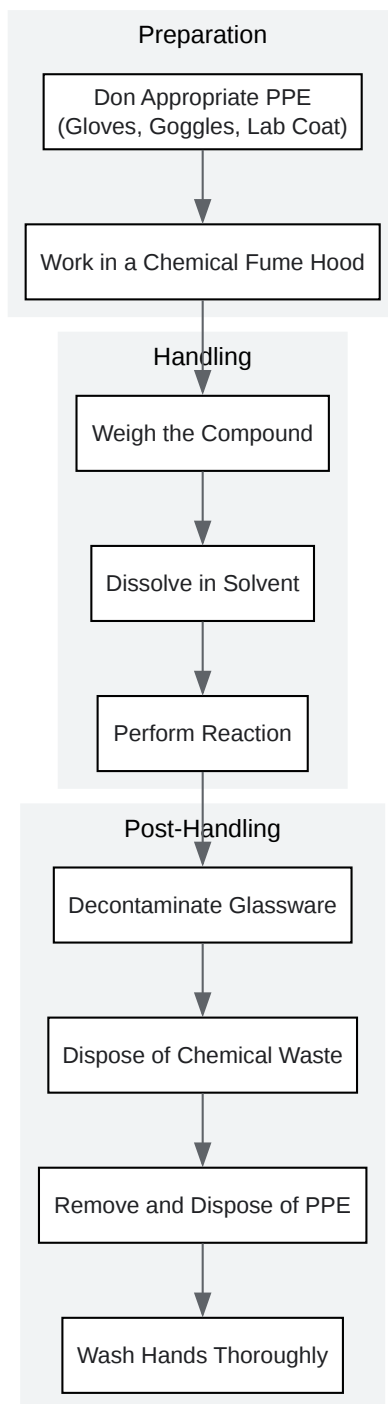 Preparation
Don Appropriate PPE
(Gloves, Goggles, Lab Coat)
Work in a Chemical Fume Hood
Handling
Weigh the Compound
Dissolve in Solvent
Perform Reaction
Post-Handling
Decontaminate Glassware
Dispose of Chemical Waste
Remove and Dispose of PPE
Wash Hands Thoroughly